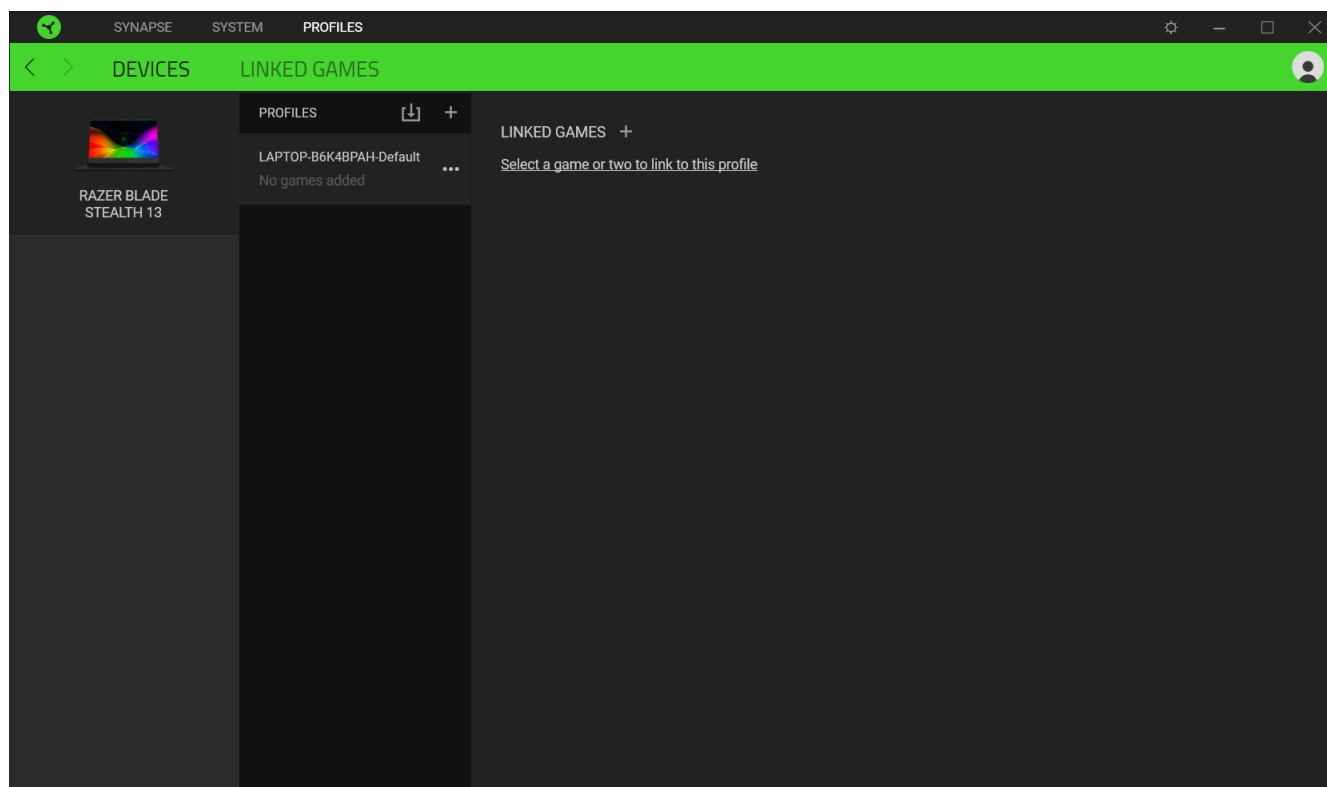 SYNAPSE SYSTEM PROFILES
DEVICES LINKED GAMES
RAZER BLADE
STEALTH 13
PROFILES
LAPTOP-B6K4BPAH-Default
No games added
LINKED GAMES
Select a game or two to link to this profile